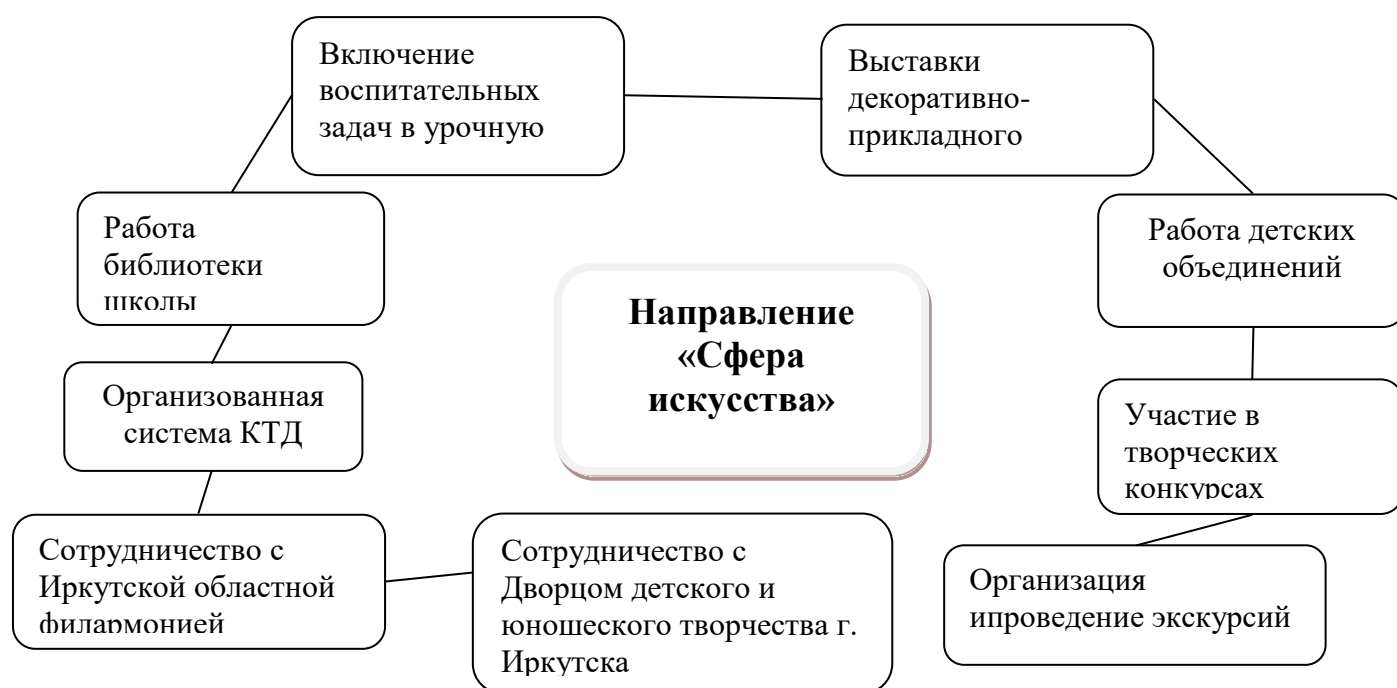 Включение
воспитательных
задач в урочную
Выставки
декоративно-
прикладного
Работа
библиотеки
школы
Работа детских
объединений
Направление
«Сфера
искусства»
Организованная
система КТД
Участие в
творческих
конкурсах
Сотрудничество с
Иркутской областной
филармонией
Сотрудничество с
Дворцом детского и
юношеского творчества г.
Иркутска
Организация
ипроведение экскурсий